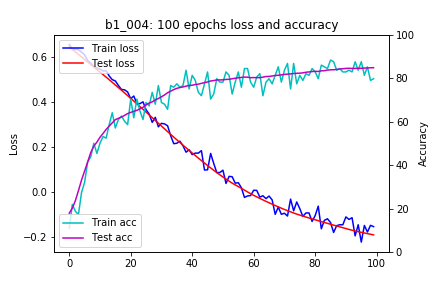 b1_004: 100 epochs loss and accuracy
Train loss
Test loss
Train acc
Test acc
Loss
0.6
0.4
0.2
0.0
−0.2
Accuracy
100
80
60
40
20
0
0
20
40
60
80
100